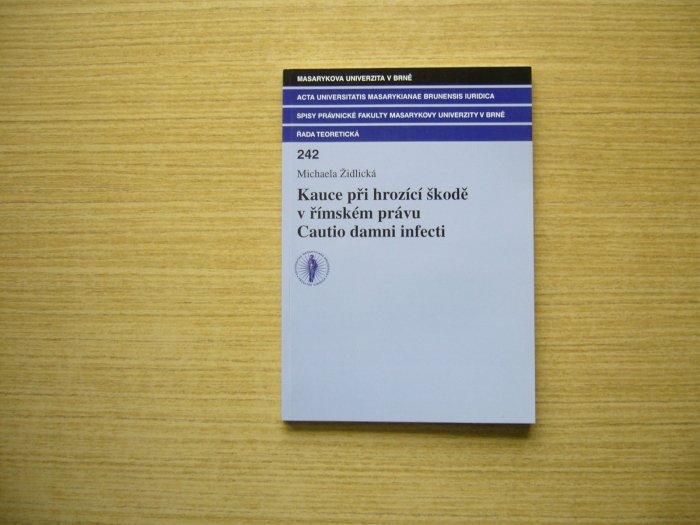 MASARYKOVA UNIVERZITA V BRNĚ
ACTA UNIVERSITATIS MASARYKIANAE BRUNENSIS IURIDICA
SPISY PRÁVNICKÉ FAKULTY MASARYKOVY UNIVERZITY V BRNĚ
ŘADA TEORETICKÁ
242
Michaela Židlická
Kauce při hrozící škodě
v římském právu
Cautio damni infecti